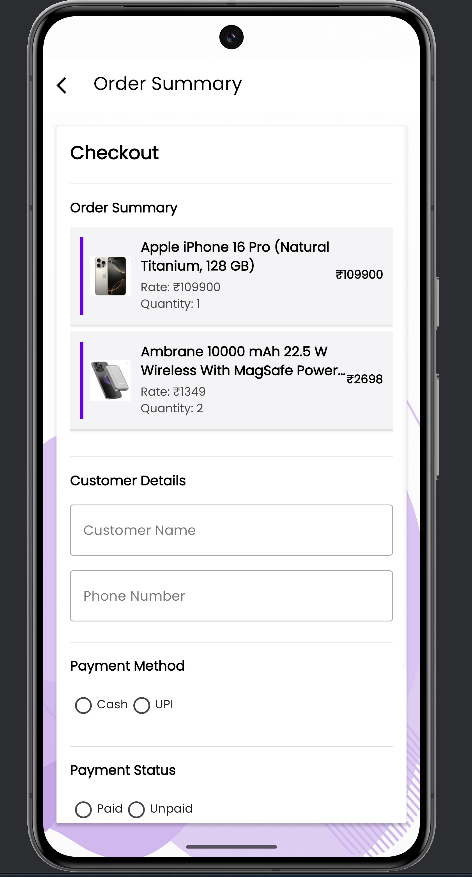 Order Summary
Checkout
Order Summary
Apple iPhone 16 Pro (Natural
Titanium, 128 GB)
₹109900
Rate: ₹109900
Quantity: 1
Ambrane 10000 mAh 22.5 W
Wireless With MagSafe Power...
₹2698
Rate: ₹1349
Quantity: 2
Customer Details
Customer Name
Phone Number
Payment Method
Cash UPI
Payment Status
Paid Unpaid